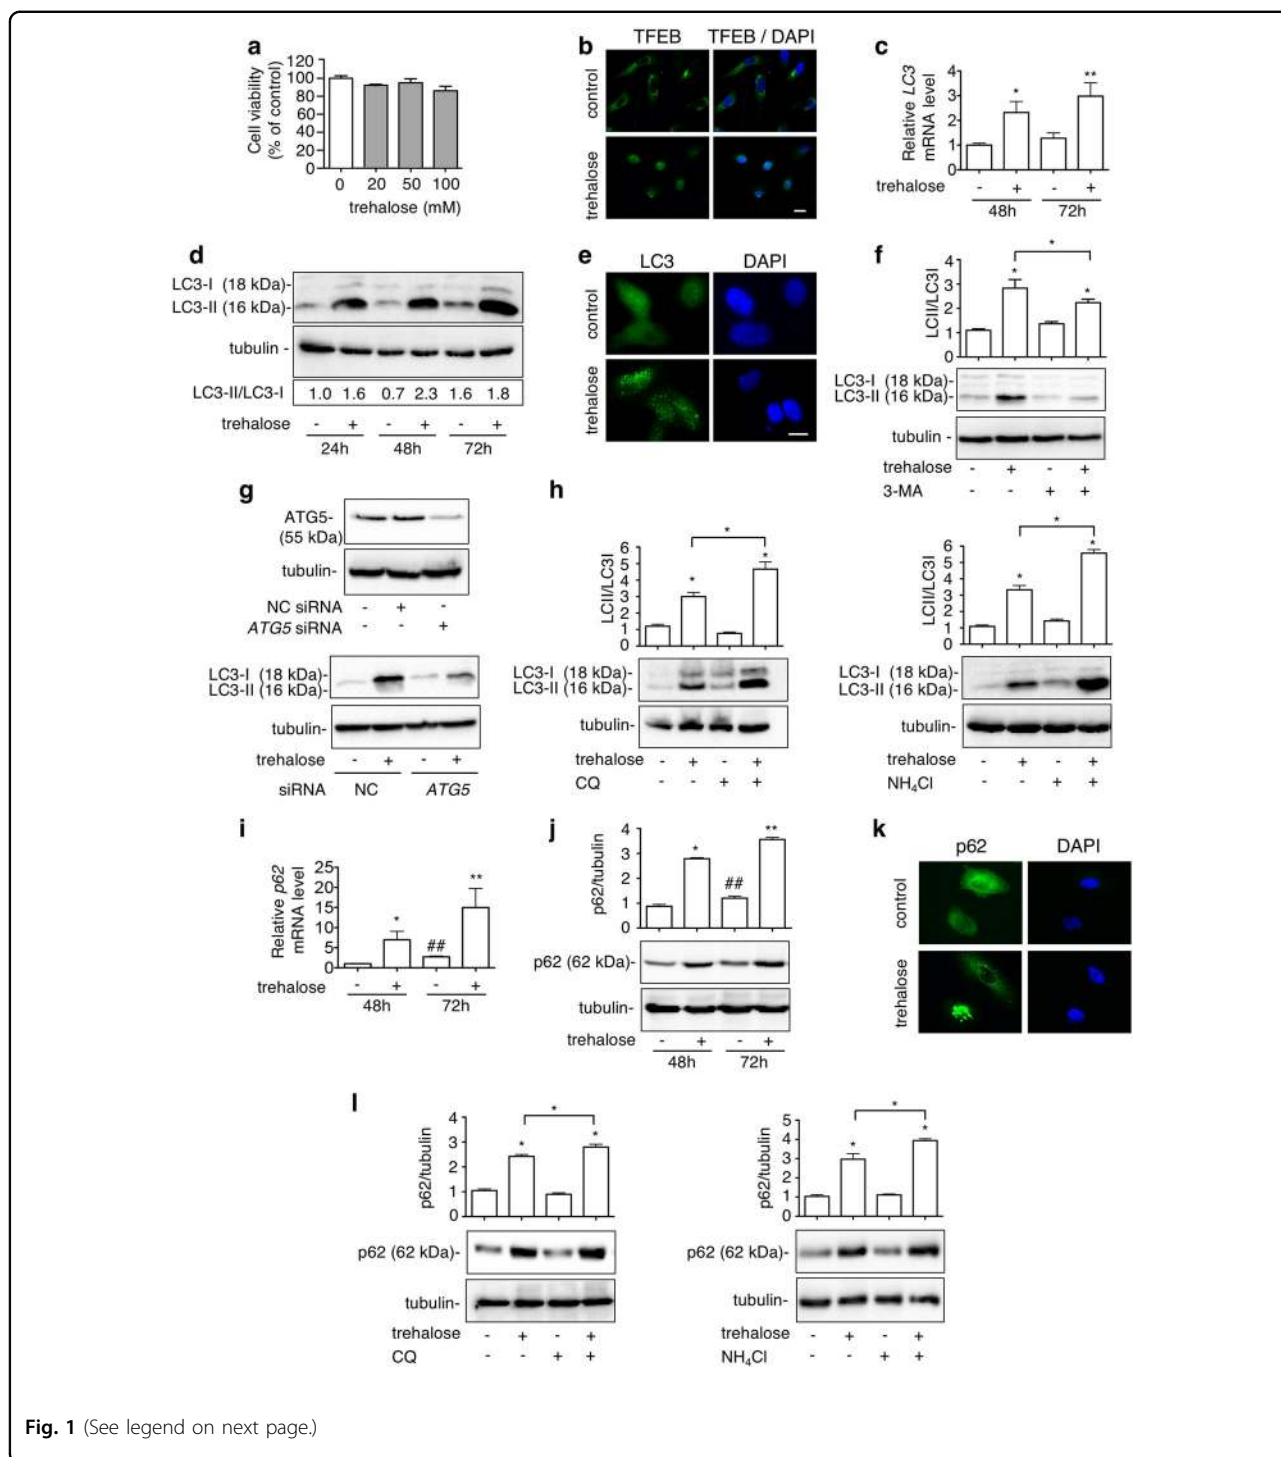 a
120
100
80
60
40
20
0
Cell viability
(% of control)
0 20 50 100
trehalose (mM)
b
TFEB TFEB / DAPI
control
trehalose
c
Relative LC3
mRNA level
4
3
2
1
0
* **
trehalose - + - +
48h 72h
d
LC3-I (18 kDa)-
LC3-II (16 kDa)-
tubulin -
LC3-II/LC3-I 1.0 1.6 0.7 2.3 1.6 1.8
trehalose - + - + - +
24h 48h 72h
e
LC3 DAPI
control
trehalose
f
LCII/LC3I
4
3
2
1
0
*
* *
LC3-I (18 kDa)-
LC3-II (16 kDa)-
tubulin -
trehalose - + - +
3-MA - - + +
g
ATG5-
(55 kDa)
tubulin-
NC siRNA - + -
ATG5 siRNA - - +
LC3-I (18 kDa)-
LC3-II (16 kDa)-
tubulin-
trehalose - + - +
siRNA NC ATG5
h
LCII/LC3I
6
5
4
3
2
1
0
*
* *
LC3-I (18 kDa)-
LC3-II (16 kDa)-
tubulin-
trehalose - + - +
CQ - - + +
LCII/LC3I
6
5
4
3
2
1
0
*
* *
LC3-I (18 kDa)-
LC3-II (16 kDa)-
tubulin-
trehalose - + - +
NH₄Cl - - + +
i
Relative p62
mRNA level
25
20
15
10
5
0
* ## **
trehalose - + - +
48h 72h
j
p62/tubulin
4
3
2
1
0
* ## **
p62 (62 kDa)-
tubulin-
trehalose - + - +
48h 72h
k
p62 DAPI
control
trehalose
l
p62/tubulin
4
3
2
1
0
*
* *
p62 (62 kDa)-
tubulin-
trehalose - + - +
CQ - - + +
p62/tubulin
5
4
3
2
1
0
*
* *
p62 (62 kDa)-
tubulin-
trehalose - + - +
NH₄Cl - - + +
Fig. 1 (See legend on next page.)